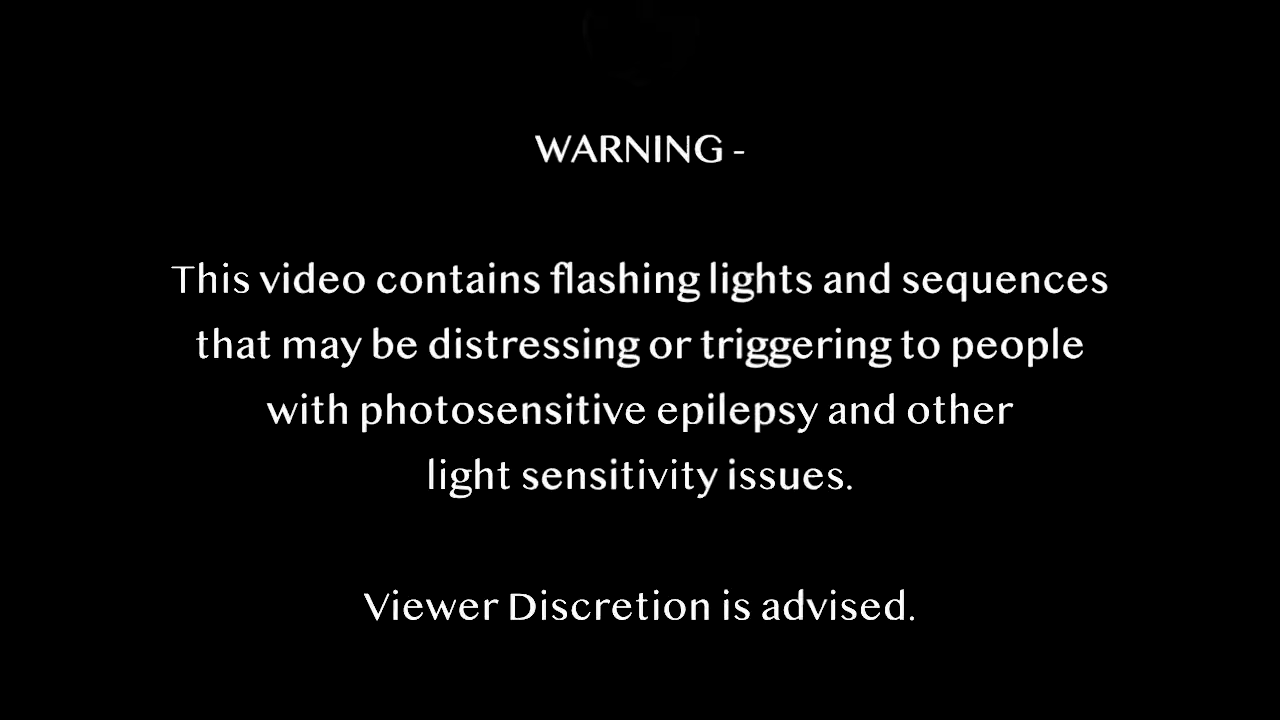 WARNING -
This video contains flashing lights and sequences
that may be distressing or triggering to people
with photosensitive epilepsy and other
light sensitivity issues.
Viewer Discretion is advised.